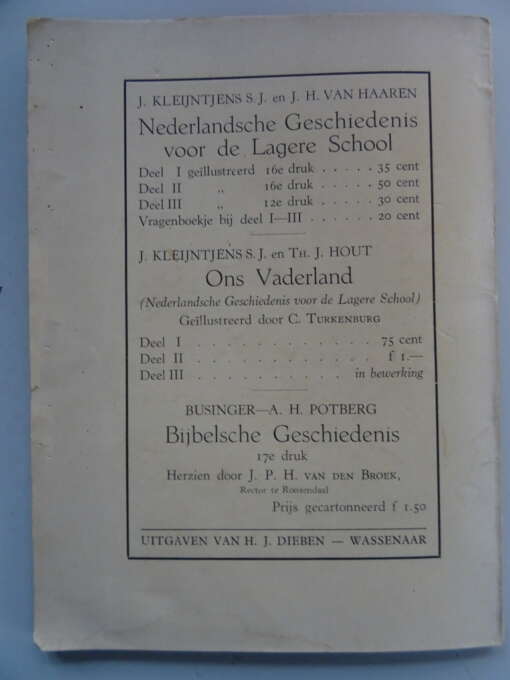 J. KLEIJNTJENS S. J. en J. H. VAN HAAREN
Nederlandsche Geschiedenis
voor de Lagere School
Deel I geïllustreerd 16e druk . . . . . 35 cent
Deel II „ 16e druk . . . . . 50 cent
Deel III „ 12e druk . . . . . 30 cent
Vragenboekje bij deel I—III . . . . . . 20 cent
J. KLEIJNTJENS S. J. en TH. J. HOUT
Ons Vaderland
(Nederlandsche Geschiedenis voor de Lagere School)
Geïllustreerd door C. TURKENBURG
Deel I . . . . . . . . . . . . 75 cent
Deel II . . . . . . . . . . . . f 1.—
Deel III . . . . . . . . . . . in bewerking
BUSINGER—A. H. POTBERG
Bijbelsche Geschiedenis
17e druk
Herzien door J. P. H. VAN DEN BROEK,
Rector te Roosendaal
Prijs gecartonneerd f 1.50
UITGAVEN VAN H. J. DIEBEN — WASSENAAR